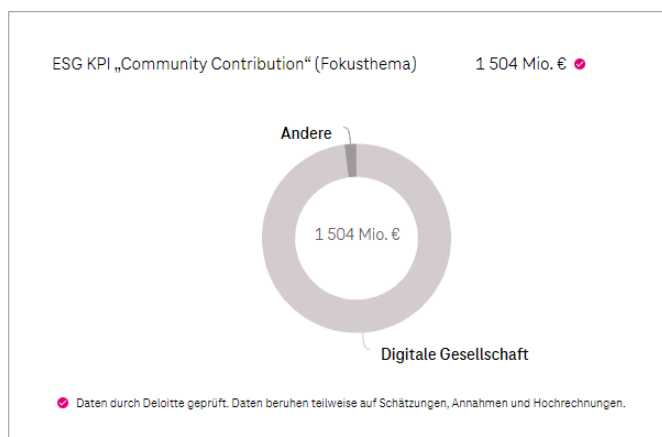 ESG KPI „Community Contribution“ (Fokusthema) 1 504 Mio. €
Andere
1 504 Mio. €
Digitale Gesellschaft
Daten durch Deloitte geprüft. Daten beruhen teilweise auf Schätzungen, Annahmen und Hochrechnungen.